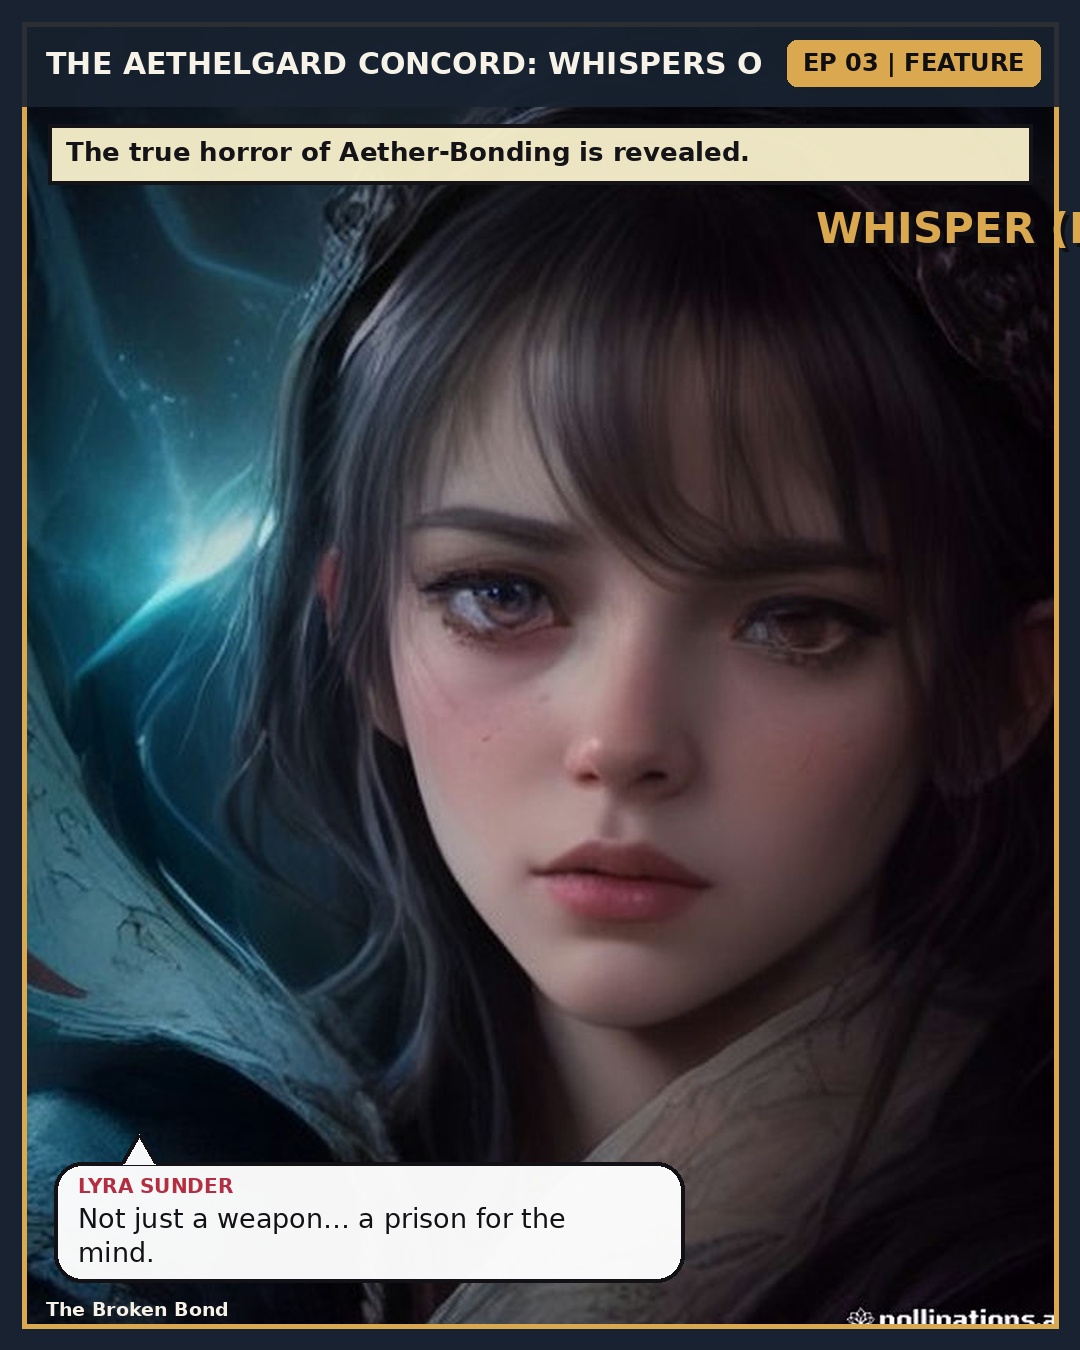 THE AETHELGARD CONCORD: WHISPERS O
EP 03 | FEATURE
The true horror of Aether-Bonding is revealed.
WHISPER (
LYRA SUNDER
Not just a weapon... a prison for the
mind.
The Broken Bond
pollinations.a